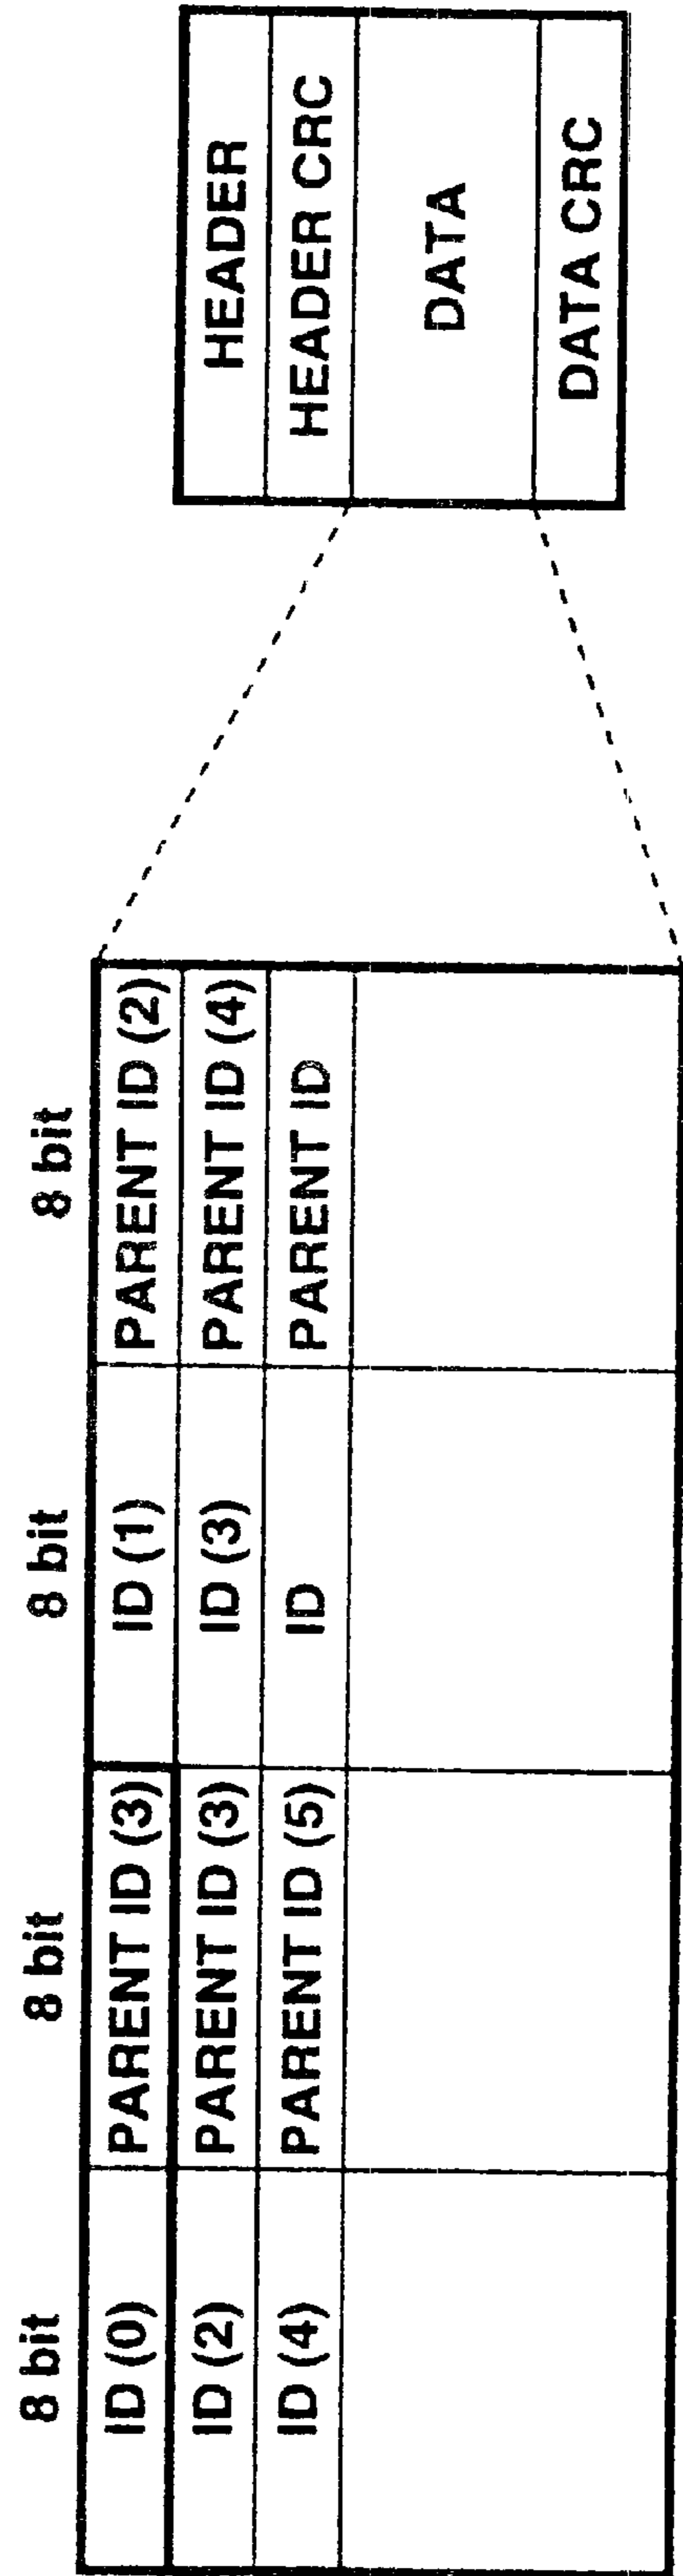 8 bit 8 bit 8 bit 8 bit
ID (0) PARENT ID (3) ID (1) PARENT ID (2)
ID (2) PARENT ID (3) ID (3) PARENT ID (4)
ID (4) PARENT ID (5) ID PARENT ID
HEADER
HEADER CRC
DATA
DATA CRC